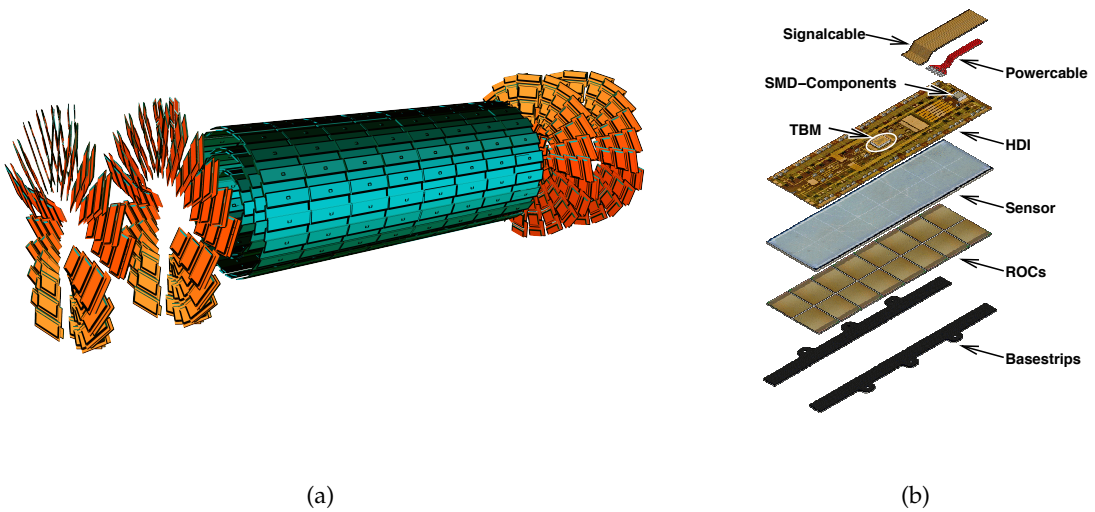 Signalcable
Powercable
SMD−Components
TBM
HDI
Sensor
ROCs
Basestrips
(a)
(b)